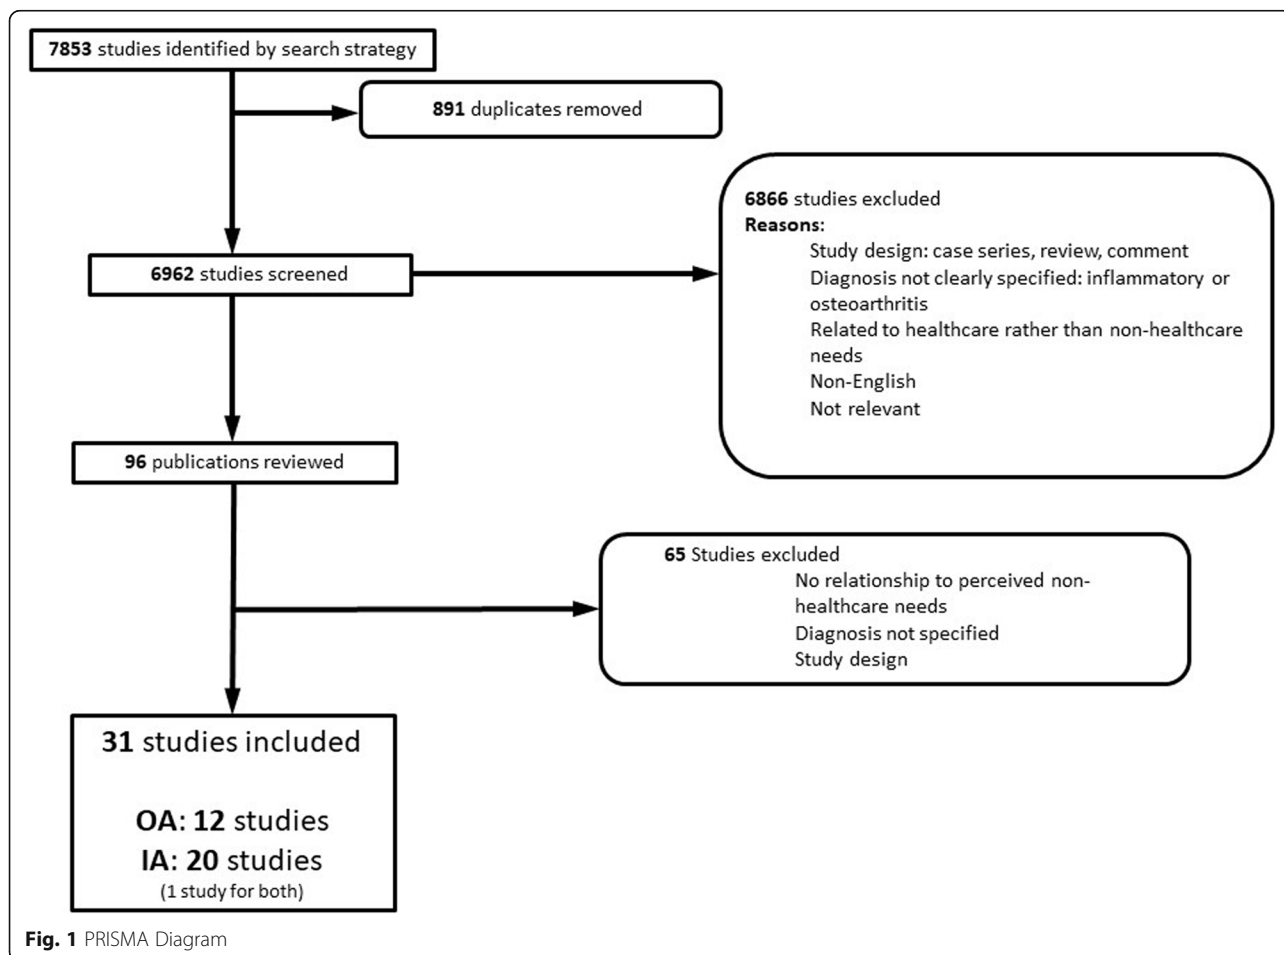 7853 studies identified by search strategy
891 duplicates removed
6866 studies excluded
Reasons:
Study design: case series, review, comment
Diagnosis not clearly specified: inflammatory or
osteoarthritis
Related to healthcare rather than non-healthcare
needs
Non-English
Not relevant
6962 studies screened
96 publications reviewed
65 Studies excluded
No relationship to perceived non-
healthcare needs
Diagnosis not specified
Study design
31 studies included
OA: 12 studies
IA: 20 studies
(1 study for both)
Fig. 1 PRISMA Diagram